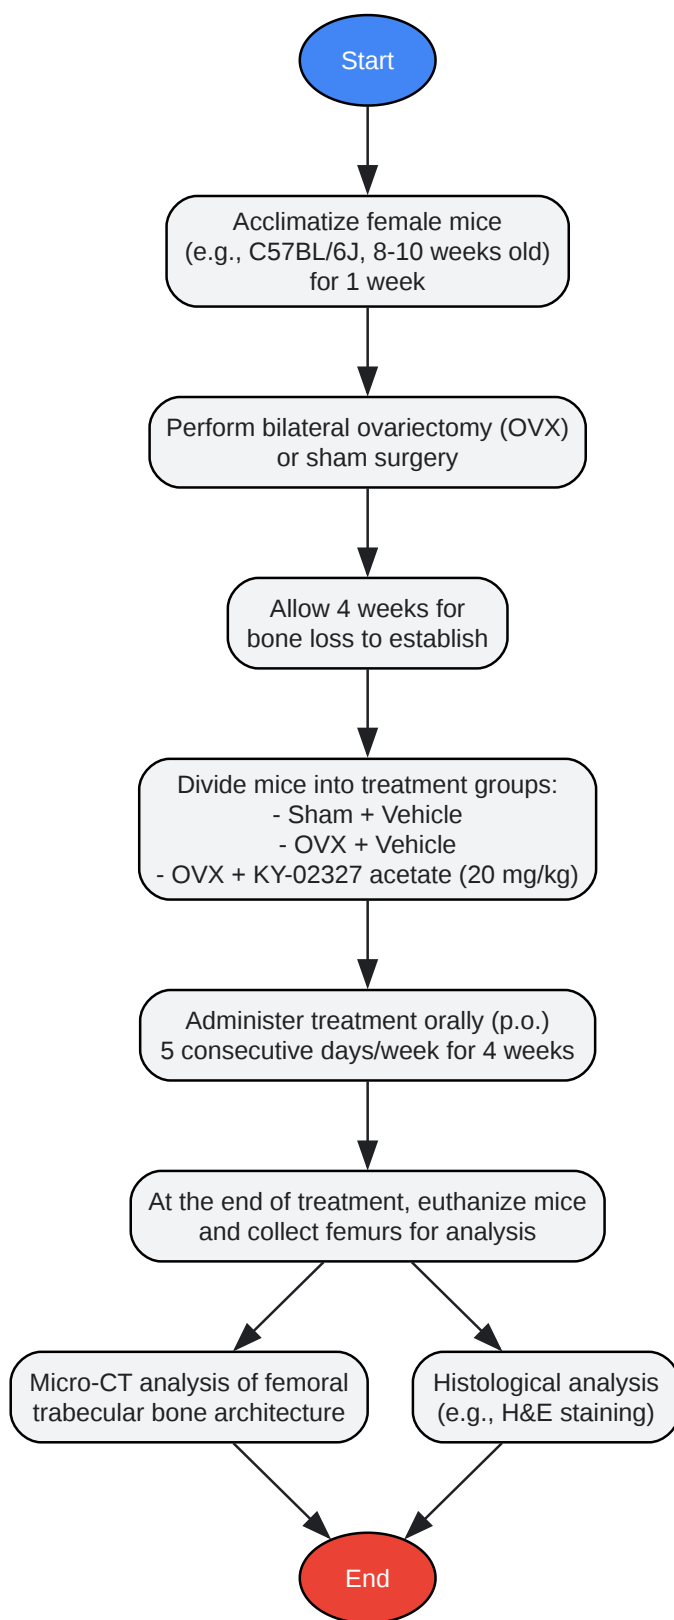 Start
Acclimatize female mice
(e.g., C57BL/6J, 8-10 weeks old)
for 1 week
Perform bilateral ovariectomy (OVX)
or sham surgery
Allow 4 weeks for
bone loss to establish
Divide mice into treatment groups:
- Sham + Vehicle
- OVX + Vehicle
- OVX + KY-02327 acetate (20 mg/kg)
Administer treatment orally (p.o.)
5 consecutive days/week for 4 weeks
At the end of treatment, euthanize mice
and collect femurs for analysis
Micro-CT analysis of femoral
trabecular bone architecture
Histological analysis
(e.g., H&E staining)
End